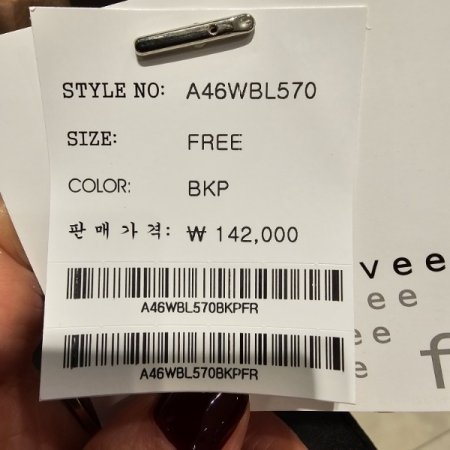 STYLE NO: A46WBL570
SIZE: FREE
COLOR: BKP
판매가격: ₩ 142,000
A46WBL570BKPFR
A46WBL570BKPFR
vee
ee
ee
e
f